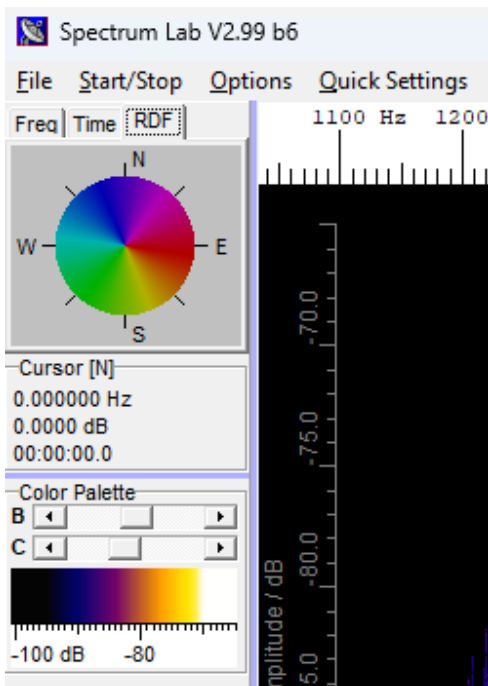 Spectrum Lab V2.99 b6
File Start/Stop Options Quick Settings
Freq Time RDF
1100 Hz 1200
N
W E
S
Cursor [N]
0.000000 Hz
0.0000 dB
00:00:00.0
Color Palette
B
C
-100 dB -80
-70.0
-75.0
-80.0
mplitude / dB
5.0